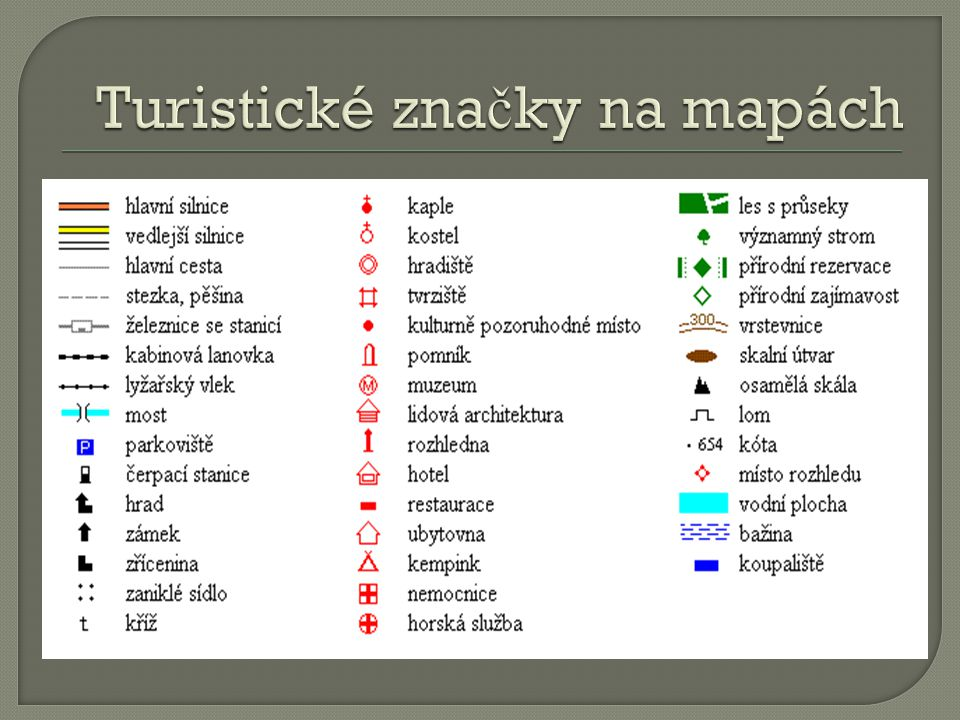 Turistické značky na mapách
hlavní silnice
vedlejší silnice
hlavní cesta
stezka, pěšina
železnice se stanicí
kabinová lanovka
lyžařský vlek
most
P parkoviště
čerpací stanice
hrad
zámek
zřícenina
zaniklé sídlo
t kříž
kaple
kostel
hradiště
tvrziště
kulturně pozoruhodné místo
pomník
M muzeum
lidová architektura
rozhledna
hotel
restaurace
ubytovna
kempink
nemocnice
horská služba
les s průseky
významný strom
přírodní rezervace
přírodní zajímavost
300 vrstevnice
skalní útvar
osamělá skála
lom
• 654 kóta
místo rozhledu
vodní plocha
bažina
koupaliště